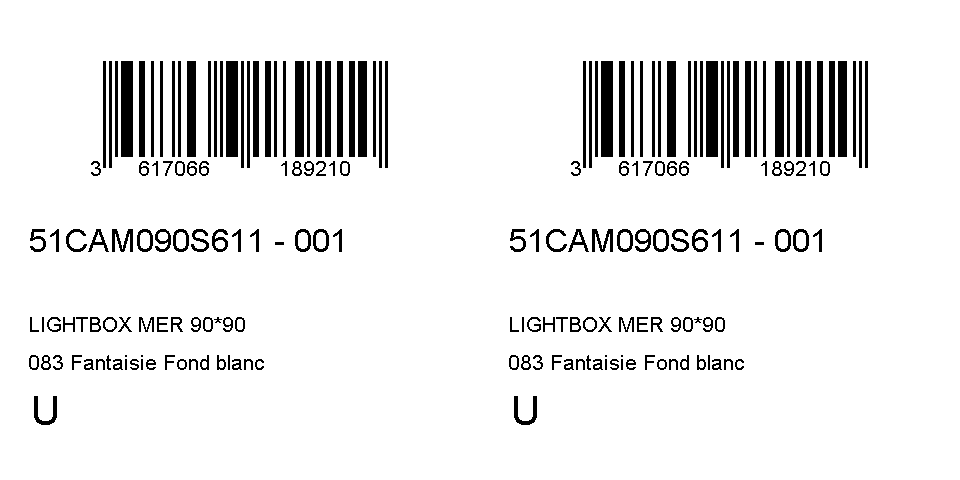 3 617066 189210
51CAM090S611 - 001
LIGHTBOX MER 90*90
083 Fantaisie Fond blanc
U
3 617066 189210
51CAM090S611 - 001
LIGHTBOX MER 90*90
083 Fantaisie Fond blanc
U